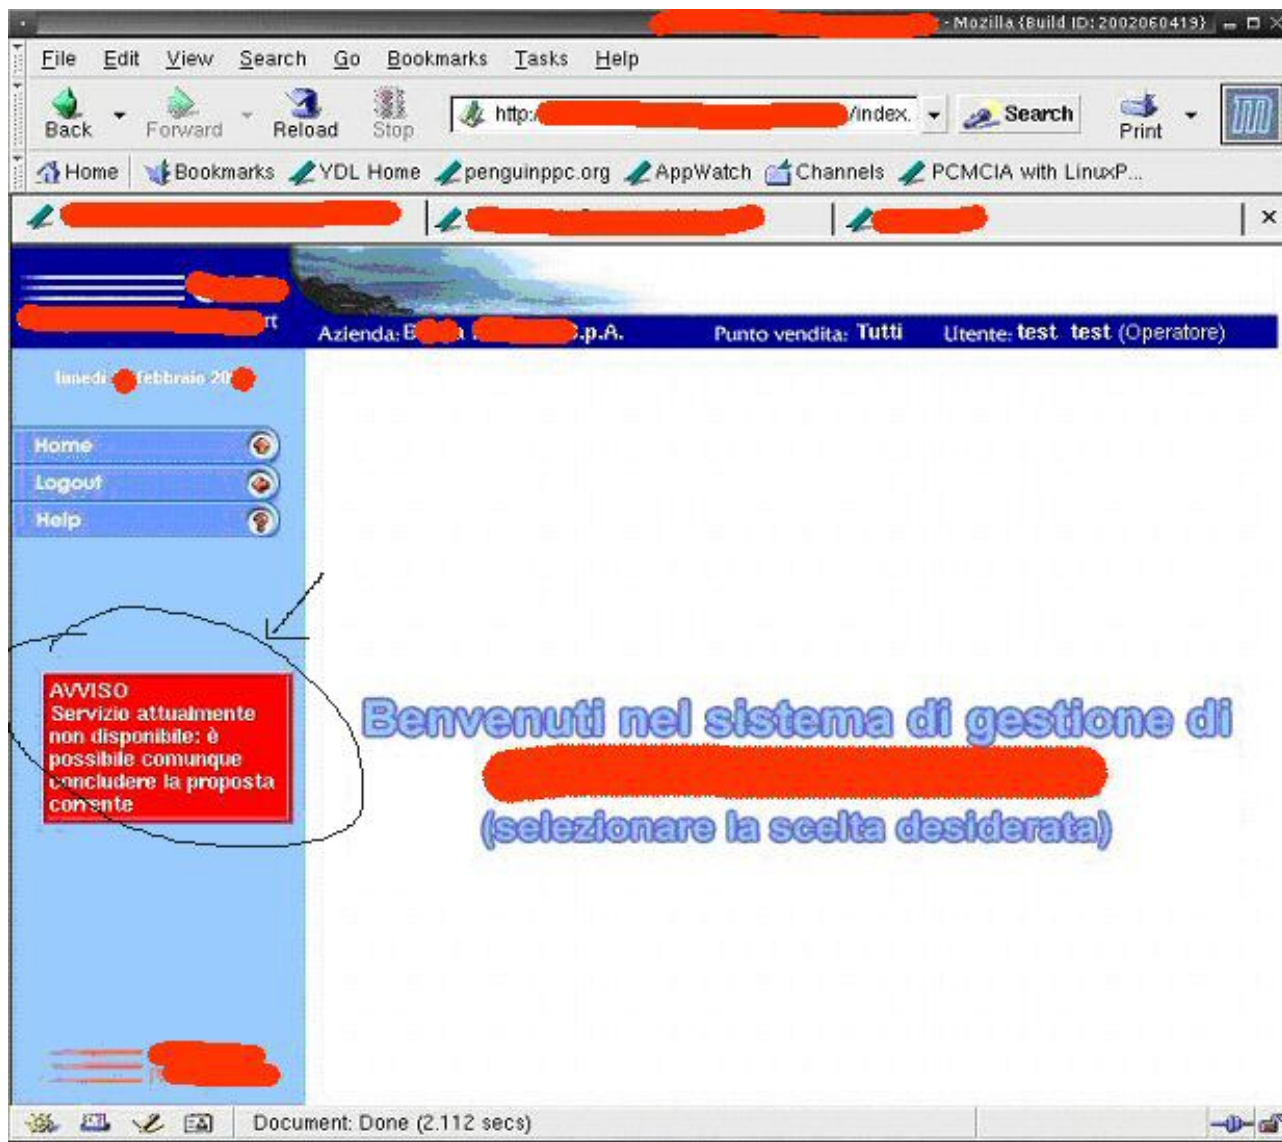 - Mozilla {Build ID: 2002060419}
File Edit View Search Go Bookmarks Tasks Help
Back Forward Reload Stop http:/ /index. Search Print
Home Bookmarks YDL Home penguinppc.org AppWatch Channels PCMCIA with LinuxP...
Azienda: .p.A. Punto vendita: Tutti Utente: test test (Operatore)
lunedì febbraio 20
Home
Logout
Help
AVVISO
Servizio attualmente
non disponibile: è
possibile comunque
concludere la proposta
corrente
Benvenuti nel sistema di gestione di
(selezionare la scelta desiderata)
Document: Done (2.112 secs)